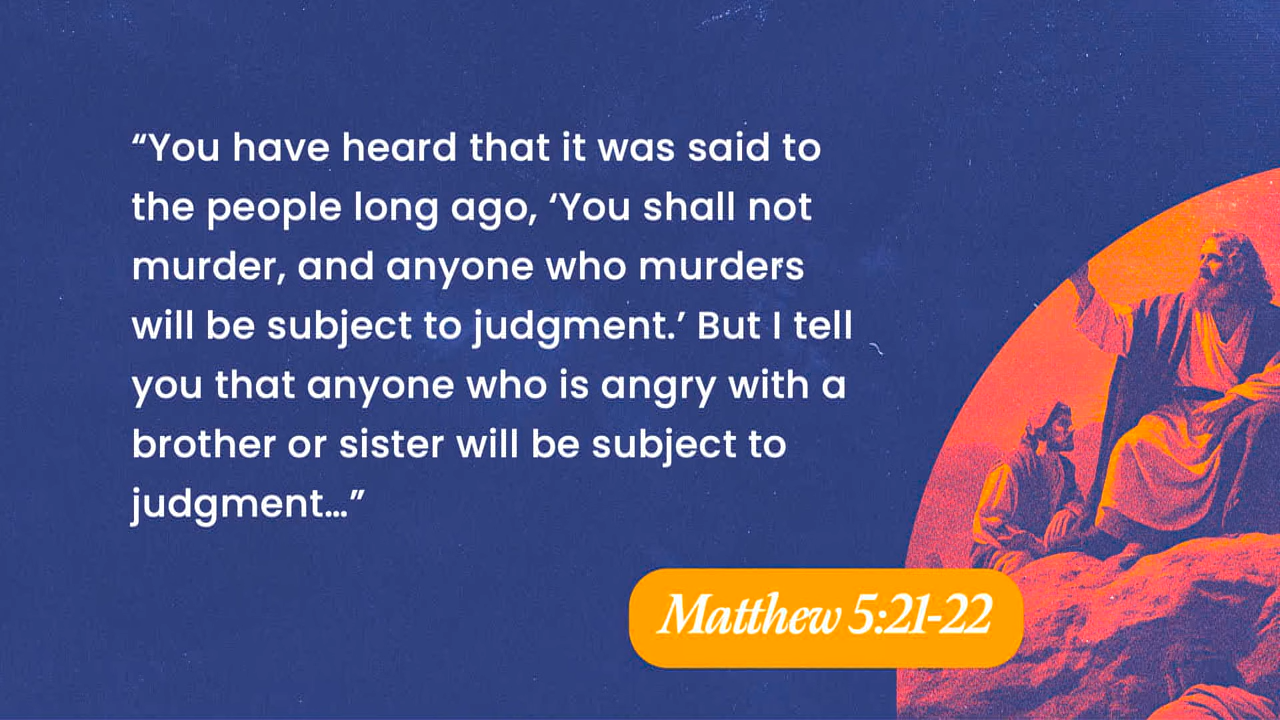 “You have heard that it was said to
the people long ago, ‘You shall not
murder, and anyone who murders
will be subject to judgment.’ But I tell
you that anyone who is angry with a
brother or sister will be subject to
judgment…”
Matthew 5:21-22